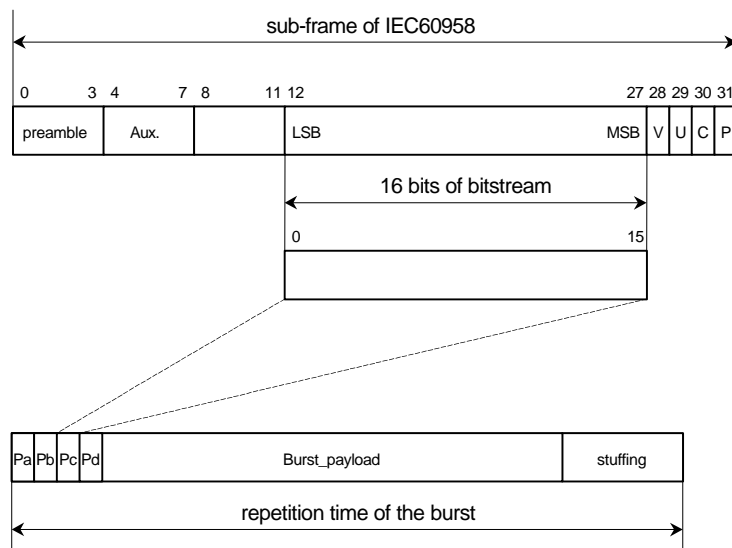 sub-frame of IEC60958
0 3 4 7 8 11 12 27 28 29 30 31
preamble Aux. LSB MSB V U C P
16 bits of bitstream
0 15
Pa Pb Pc Pd Burst_payload stuffing
repetition time of the burst